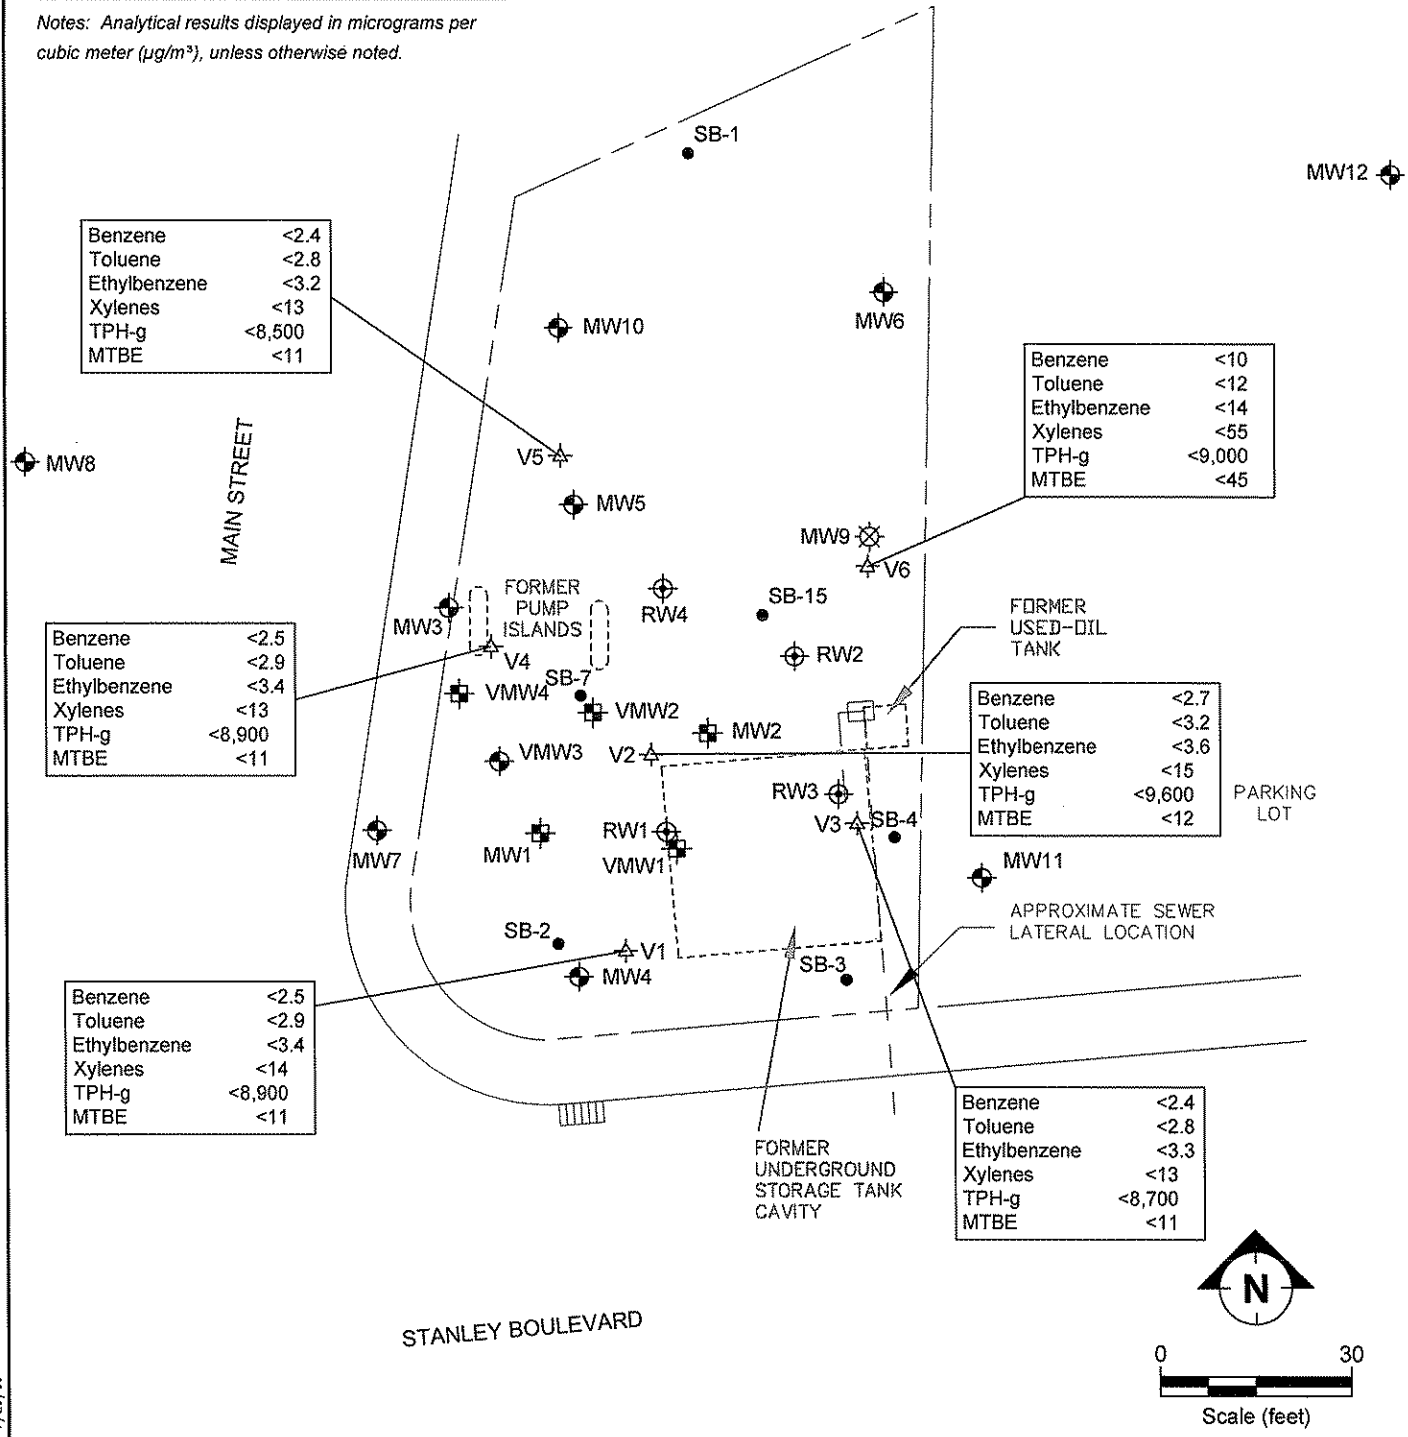 Notes: Analytical results displayed in micrograms per
cubic meter (µg/m³), unless otherwise noted.
SB-1
MW12
Benzene <2.4
Toluene <2.8
Ethylbenzene <3.2
Xylenes <13
TPH-g <8,500
MTBE <11
MW10
MW6
Benzene <10
Toluene <12
Ethylbenzene <14
Xylenes <55
TPH-g <9,000
MTBE <45
MAIN STREET
MW8
V5
MW5
MW9
V6
FORMER
PUMP
ISLANDS
MW3
RW4
SB-15
FORMER
USED-OIL
TANK
Benzene <2.5
Toluene <2.9
Ethylbenzene <3.4
Xylenes <13
TPH-g <8,900
MTBE <11
V4
RW2
VMW4
SB-7
VMW2
MW2
Benzene <2.7
Toluene <3.2
Ethylbenzene <3.6
Xylenes <15
TPH-g <9,600
MTBE <12
VMW3
V2
RW3
PARKING
LOT
V3
SB-4
MW7
MW1
RW1
VMW1
MW11
APPROXIMATE SEWER
LATERAL LOCATION
SB-2
V1
MW4
SB-3
Benzene <2.5
Toluene <2.9
Ethylbenzene <3.4
Xylenes <14
TPH-g <8,900
MTBE <11
Benzene <2.4
Toluene <2.8
Ethylbenzene <3.3
Xylenes <13
TPH-g <8,700
MTBE <11
FORMER
UNDERGROUND
STORAGE TANK
CAVITY
N
STANLEY BOULEVARD
0 30
Scale (feet)